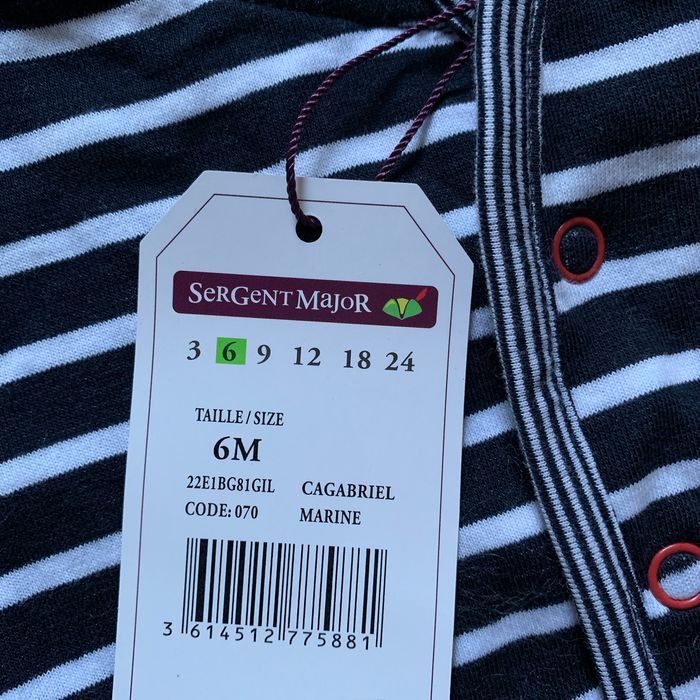 SeRGeNT MajoR
3 6 9 12 18 24
TAILLE / SIZE
6M
22E1BG81GIL CAGABRIEL
CODE: 070 MARINE
3 614512 775881